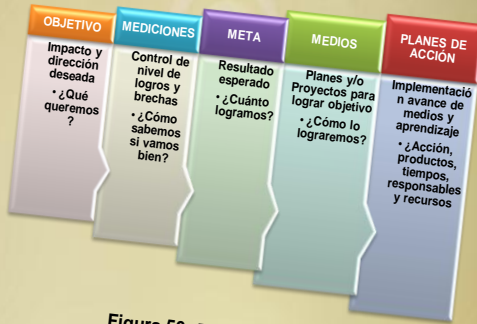 OBJETIVO
Impacto y
dirección
deseada
• ¿Qué
queremos
?
MEDICIONES
Control de
nivel de
logros y
brechas
• ¿Cómo
sabemos
si vamos
bien?
META
Resultado
esperado
• ¿Cuánto
logramos?
MEDIOS
Planes y/o
Proyectos para
lograr objetivo
• ¿Cómo lo
lograremos?
PLANES DE
ACCIÓN
Implementació
n avance de
medios y
aprendizaje
• ¿Acción,
productos,
tiempos,
responsables
y recursos
Figura